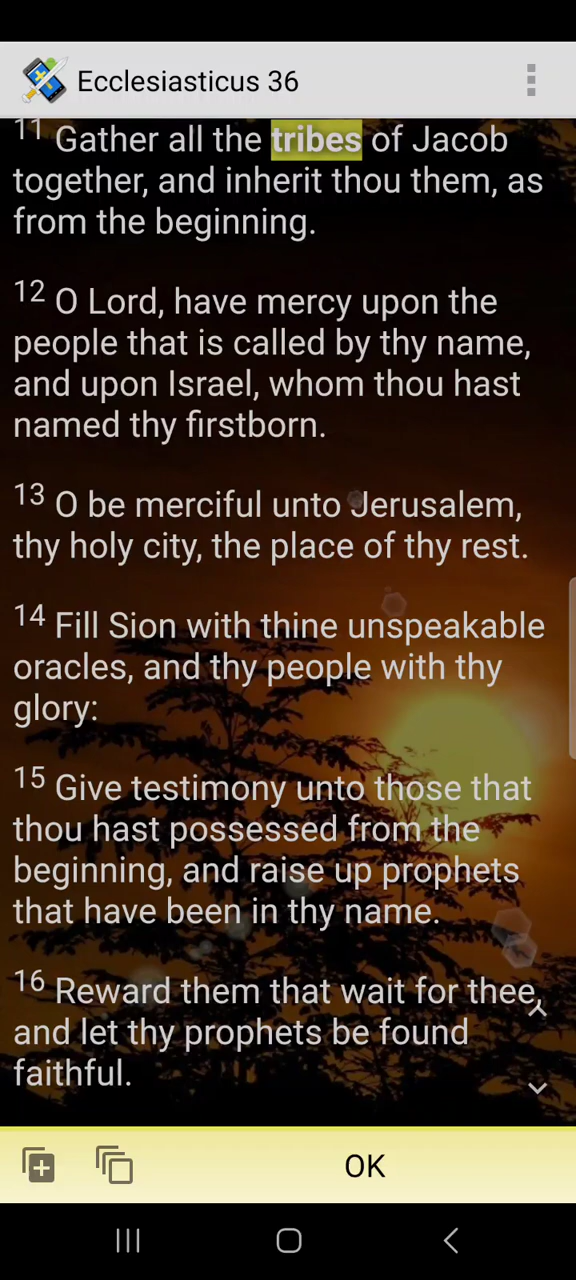 Ecclesiasticus 36
11 Gather all the tribes of Jacob
together, and inherit thou them, as
from the beginning.
12 O Lord, have mercy upon the
people that is called by thy name,
and upon Israel, whom thou hast
named thy firstborn.
13 O be merciful unto Jerusalem,
thy holy city, the place of thy rest.
14 Fill Sion with thine unspeakable
oracles, and thy people with thy
glory:
15 Give testimony unto those that
thou hast possessed from the
beginning, and raise up prophets
that have been in thy name.
16 Reward them that wait for thee,
and let thy prophets be found
faithful.
OK